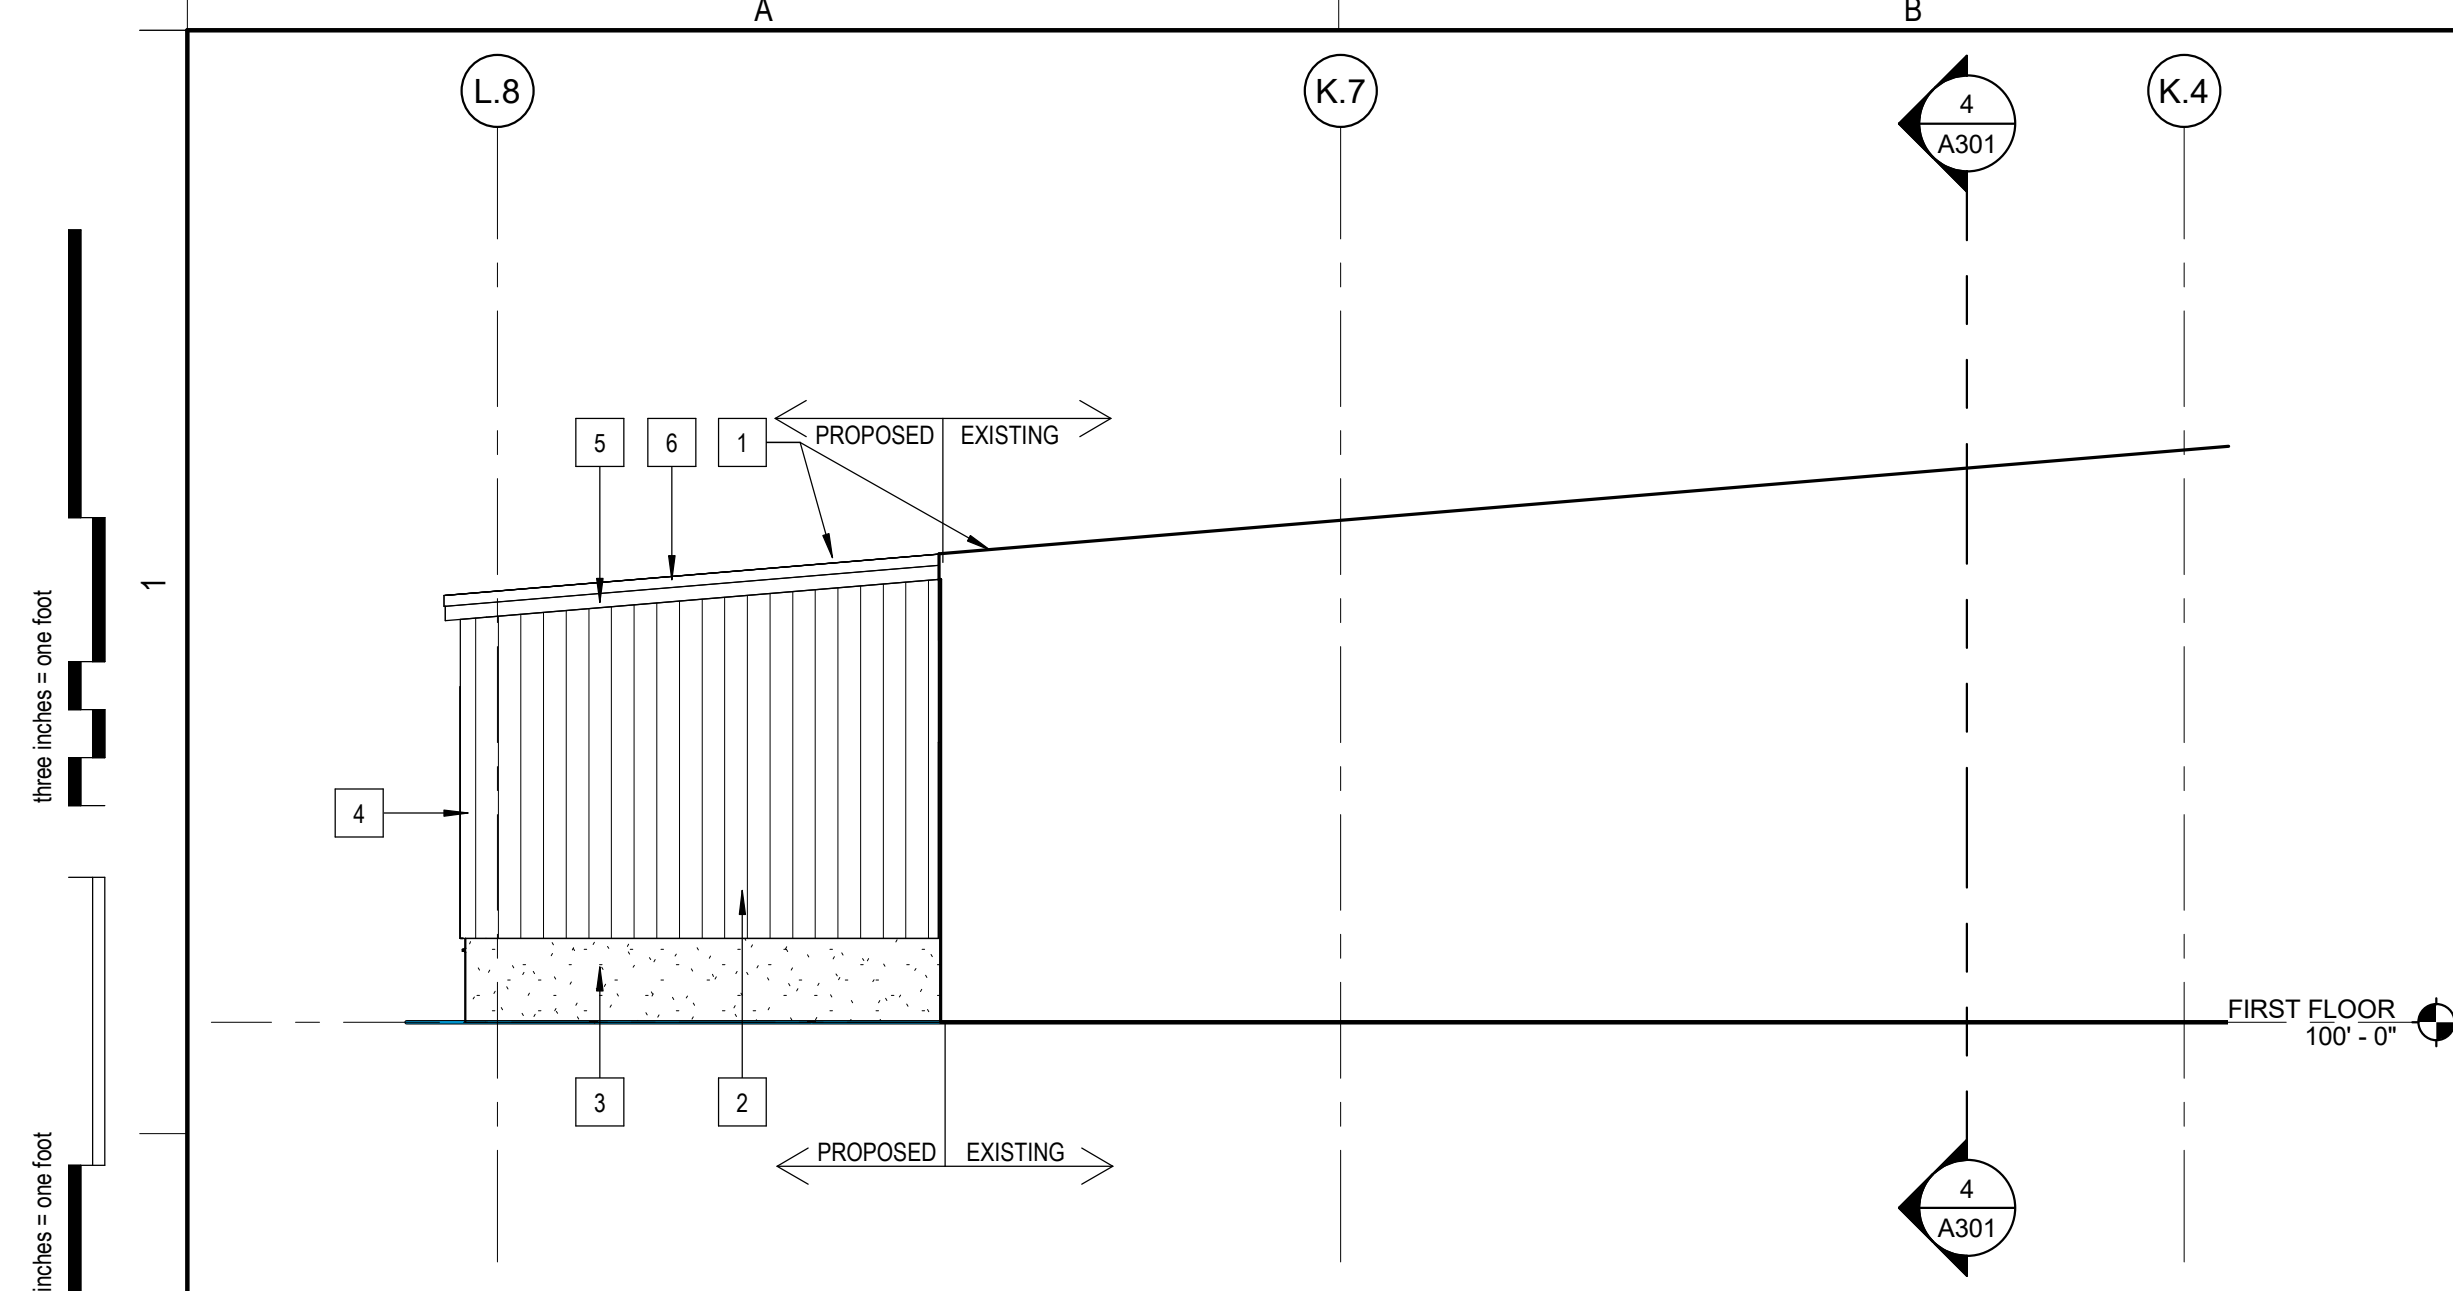 A
B
L.8
K.7
K.4
4
A301
5
6
1
PROPOSED
EXISTING
1
three inches = one foot
4
FIRST FLOOR
100' - 0"
3
2
PROPOSED
EXISTING
inches = one foot
4
A301